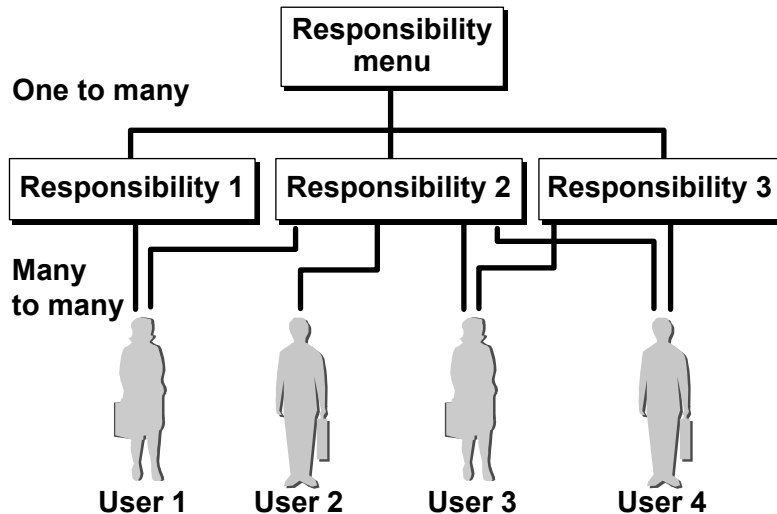 Responsibility
menu
One to many
Responsibility 1
Responsibility 2
Responsibility 3
Many
to many
User 1
User 2
User 3
User 4